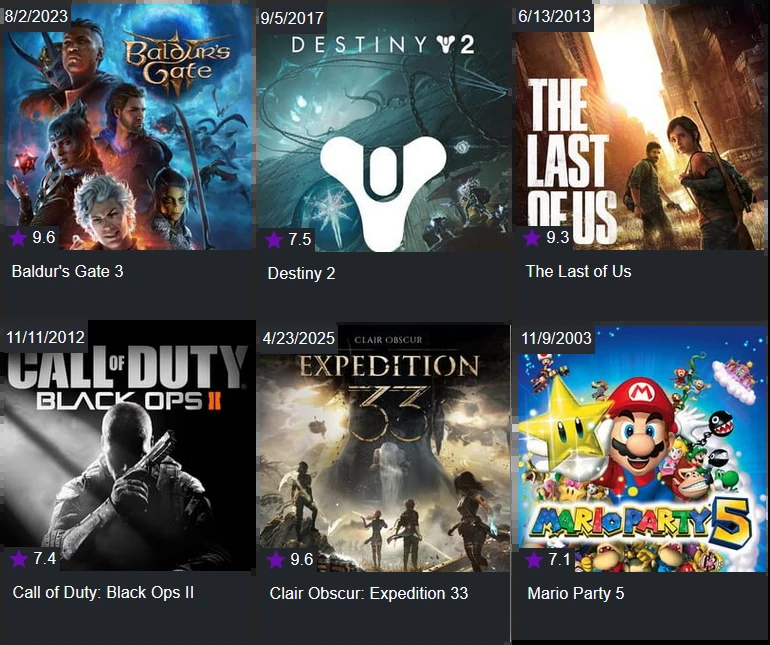 8/2/2023
Baldur's
Gate
9.6
Baldur's Gate 3
9/5/2017
DESTINY 2
7.5
Destiny 2
6/13/2013
THE
LAST
OF US
9.3
The Last of Us
11/11/2012
CALL OF DUTY
BLACK OPS II
7.4
Call of Duty: Black Ops II
4/23/2025
CLAIR OBSCUR
EXPEDITION
33
9.6
Clair Obscur: Expedition 33
11/9/2003
M
MARIO PARTY 5
7.1
Mario Party 5